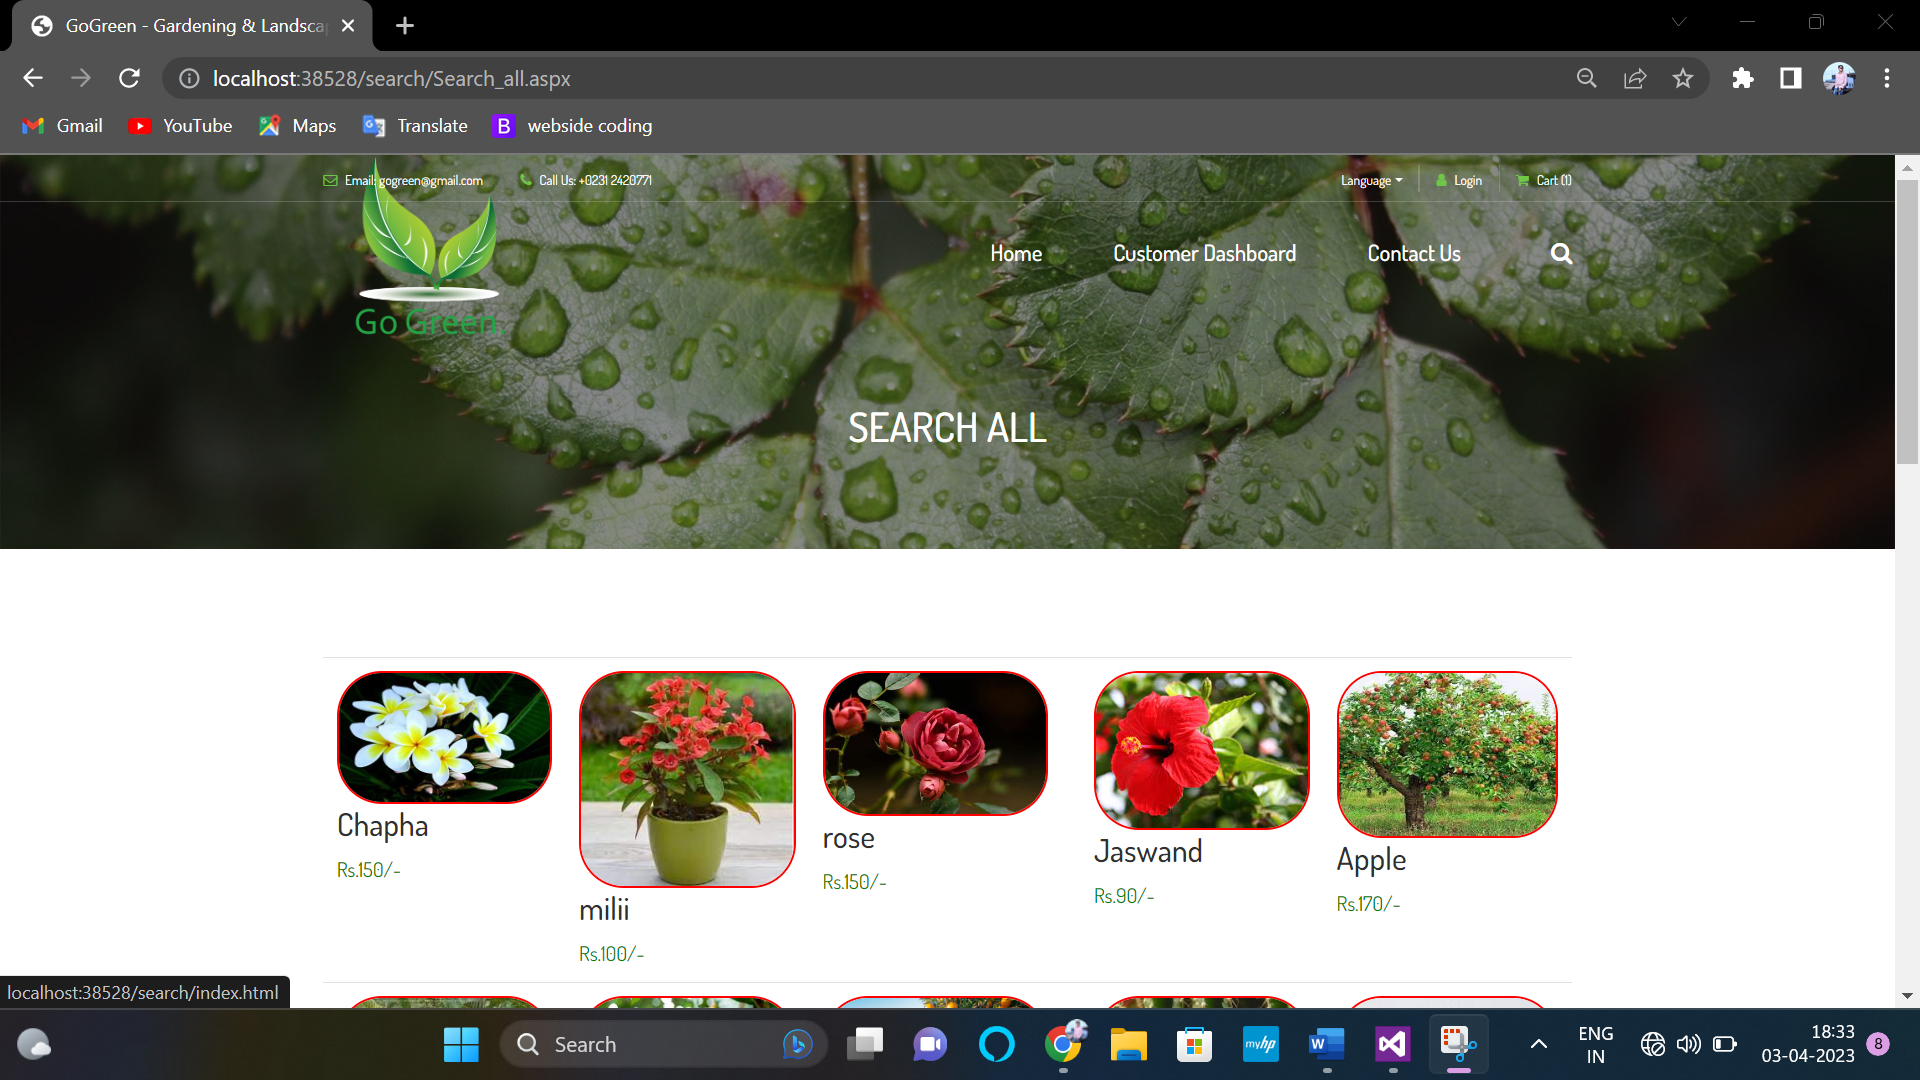 GoGreen - Gardening & Landsca
localhost:38528/search/Search_all.aspx
Gmail
YouTube
Maps
Translate
B
webside coding
Email: gogreen@gmail.com
Call Us: +0231 2420771
Language
Login
Cart (1)
Go Green
Home
Customer Dashboard
Contact Us
SEARCH ALL
Chapha
Rs.150/-
milii
Rs.100/-
rose
Rs.150/-
Jaswand
Rs.90/-
Apple
Rs.170/-
localhost:38528/search/index.html
Search
myhp
W
ENG
IN
18:33
03-04-2023
8